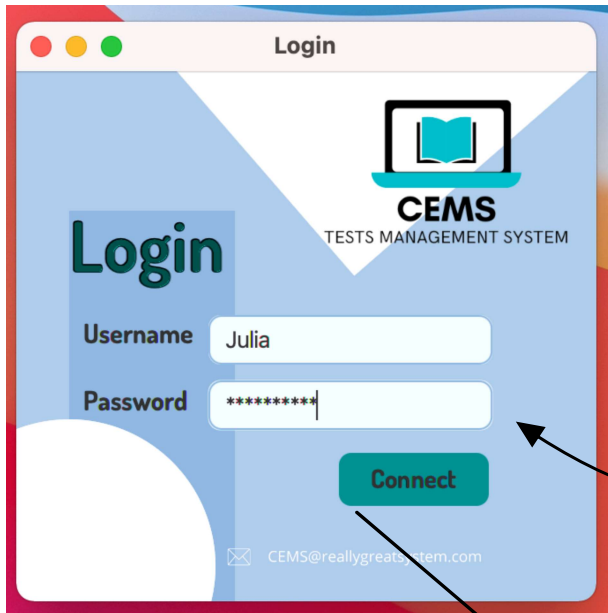 Login
CEMS
TESTS MANAGEMENT SYSTEM
Login
Username Julia
Password **********
Connect
CEMS@reallygreatsystem.com